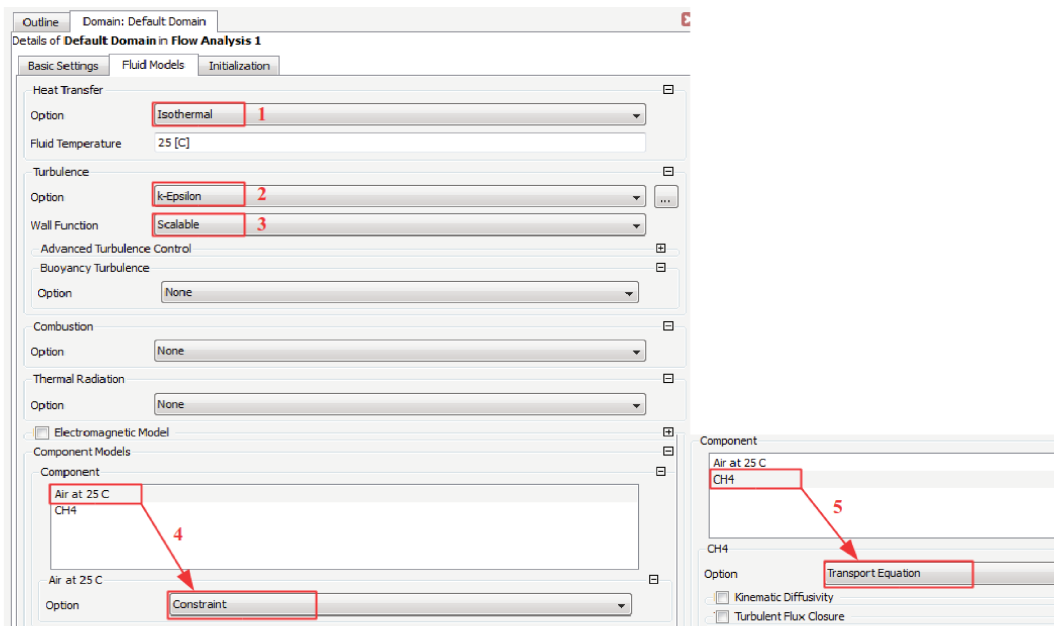 Outline Domain: Default Domain
Details of Default Domain in Flow Analysis 1
Basic Settings Fluid Models Initialization
Heat Transfer
Option Isothermal 1
Fluid Temperature 25 [C]
Turbulence
Option k-Epsilon 2 ...
Wall Function Scalable 3
Advanced Turbulence Control
Buoyancy Turbulence
Option None
Combustion
Option None
Thermal Radiation
Option None
Electromagnetic Model
Component Models
Component
Air at 25 C
CH4
4
Air at 25 C
Option Constraint
Component
Air at 25 C
CH4
5
CH4
Option Transport Equation
Kinematic Diffusivity
Turbulent Flux Closure